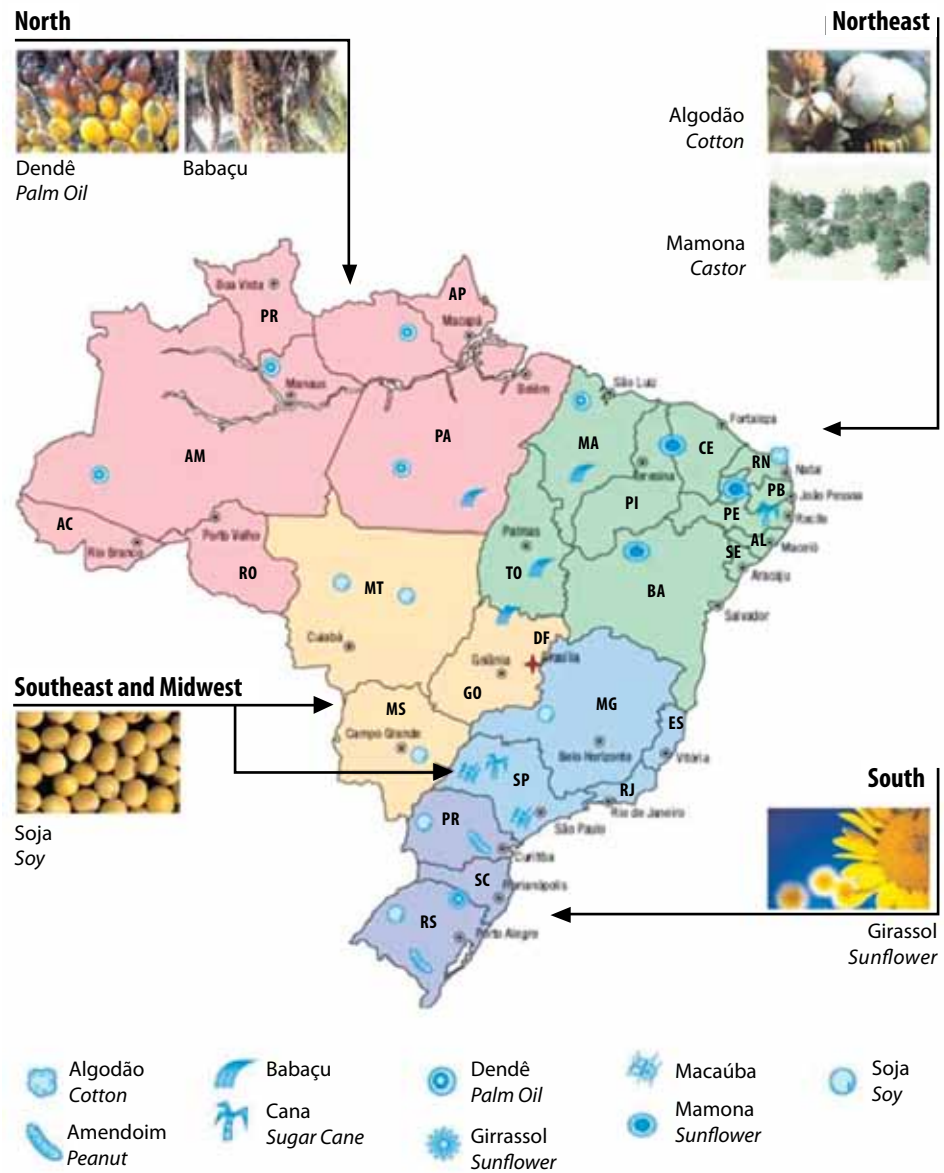 North
Dendê
Palm Oil
Babaçu
Northeast
Algodão
Cotton
Mamona
Castor
Boa Vista
PR
AP
Macapá
Manaus
Belém
São Luiz
Fortaleza
AM
PA
MA
CE
RN
Natal
Teresina
PB
João Pessoa
PI
PE
Recife
AC
Porto Velho
Rio Branco
Palmas
AL
Maceió
SE
Aracaju
RO
MT
TO
BA
Salvador
Cuiabá
DF
Brasília
Goiânia
GO
Southeast and Midwest
MS
MG
ES
Campo Grande
Belo Horizonte
Vitória
Soja
Soy
SP
RJ
Rio de Janeiro
São Paulo
PR
Curitiba
South
SC
Florianópolis
RS
Porto Alegre
Girassol
Sunflower
Algodão
Cotton
Amendoim
Peanut
Babaçu
Cana
Sugar Cane
Dendê
Palm Oil
Girrassol
Sunflower
Macaúba
Mamona
Sunflower
Soja
Soy